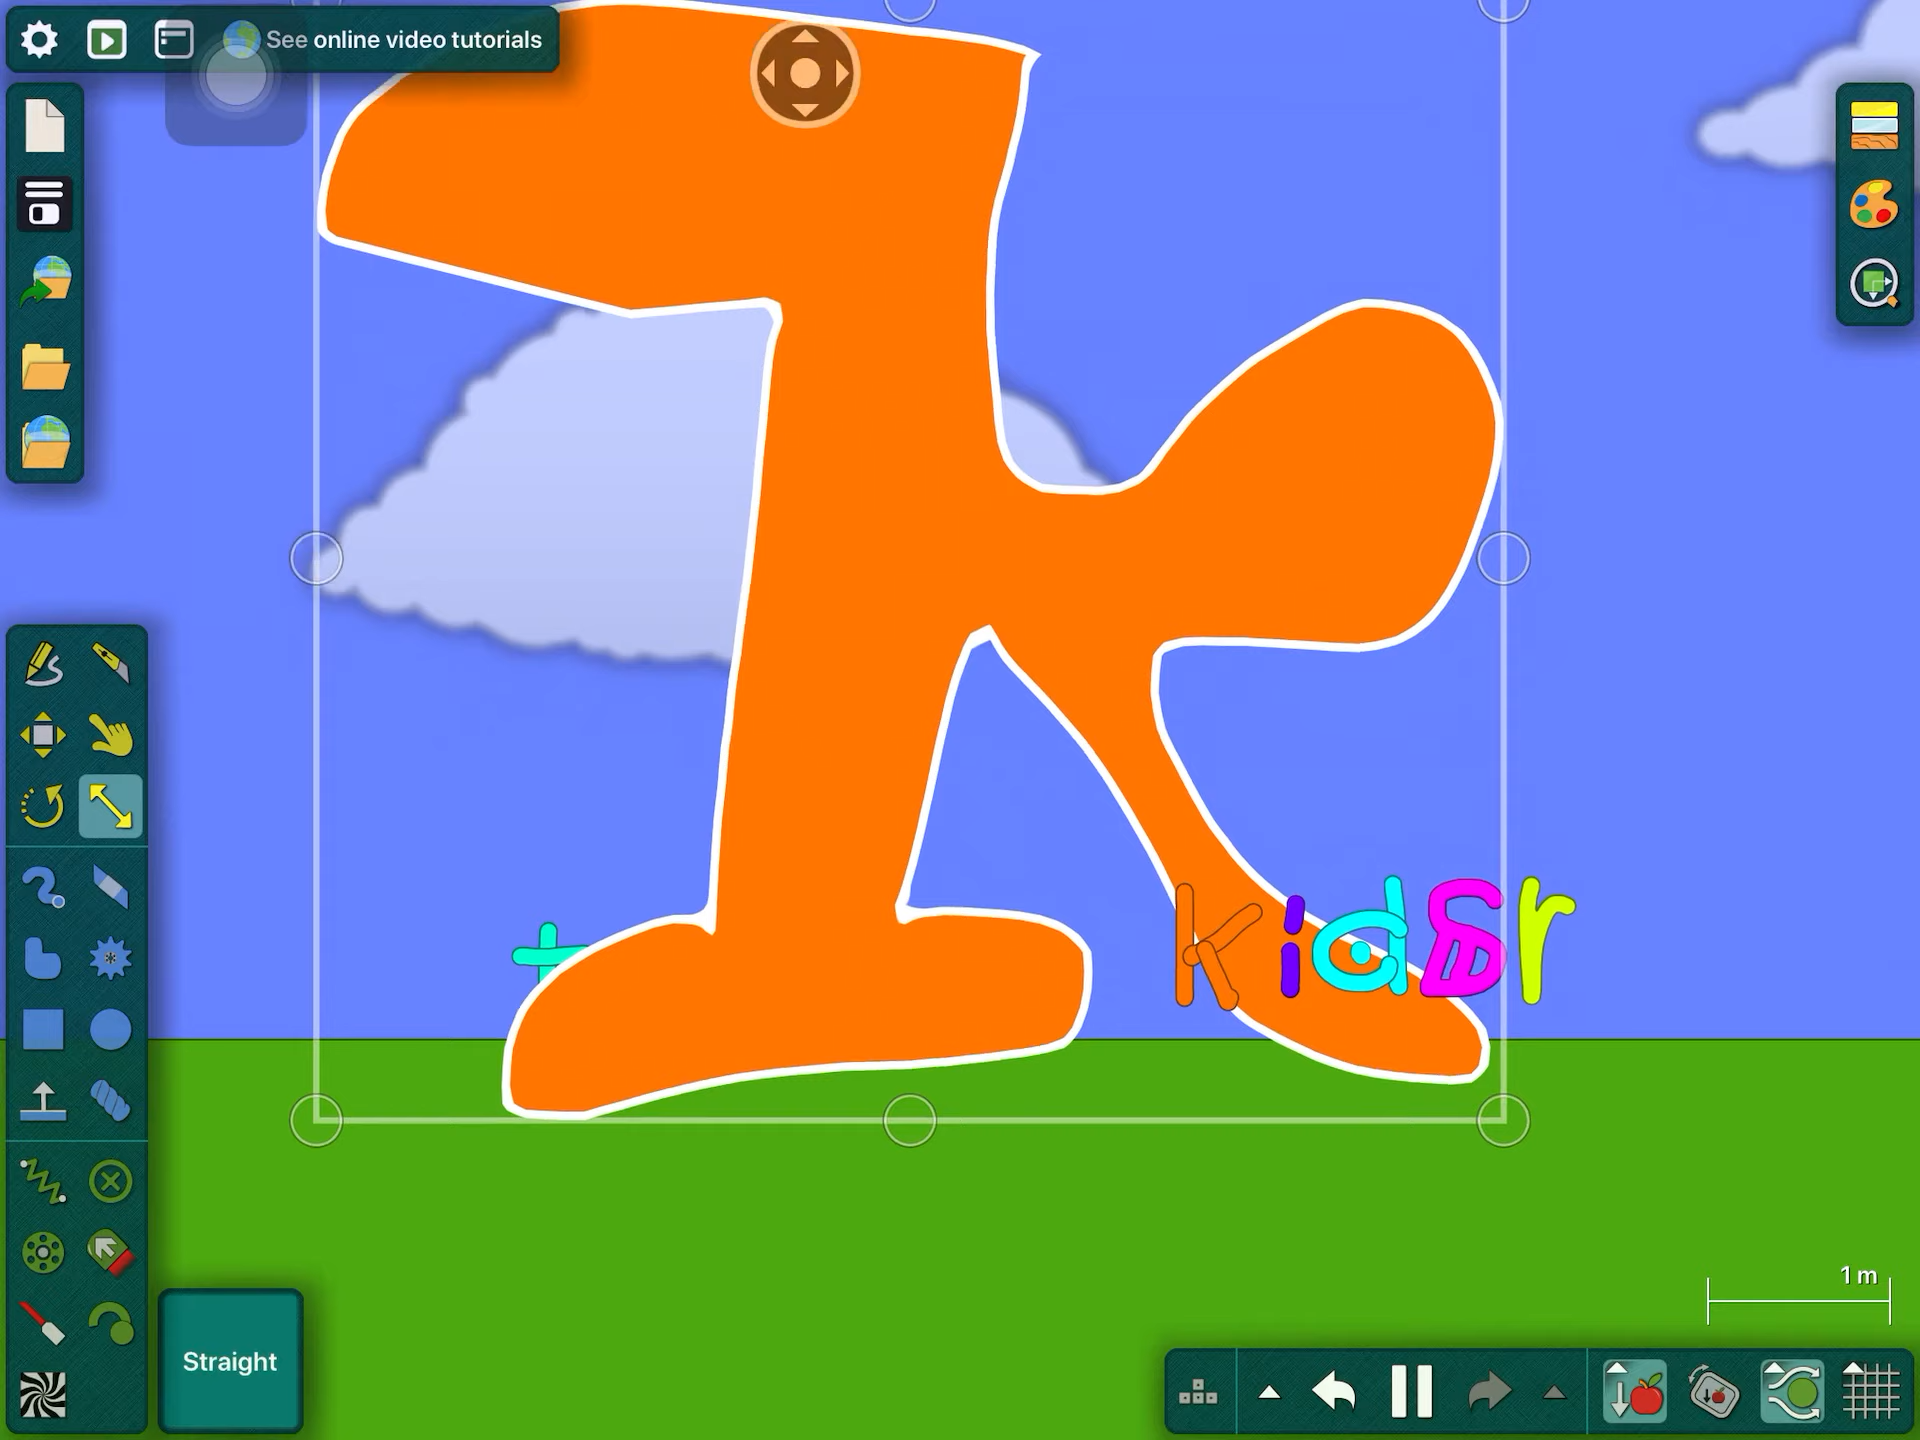 See online video tutorials
k
t
kidsr
1 m
Straight